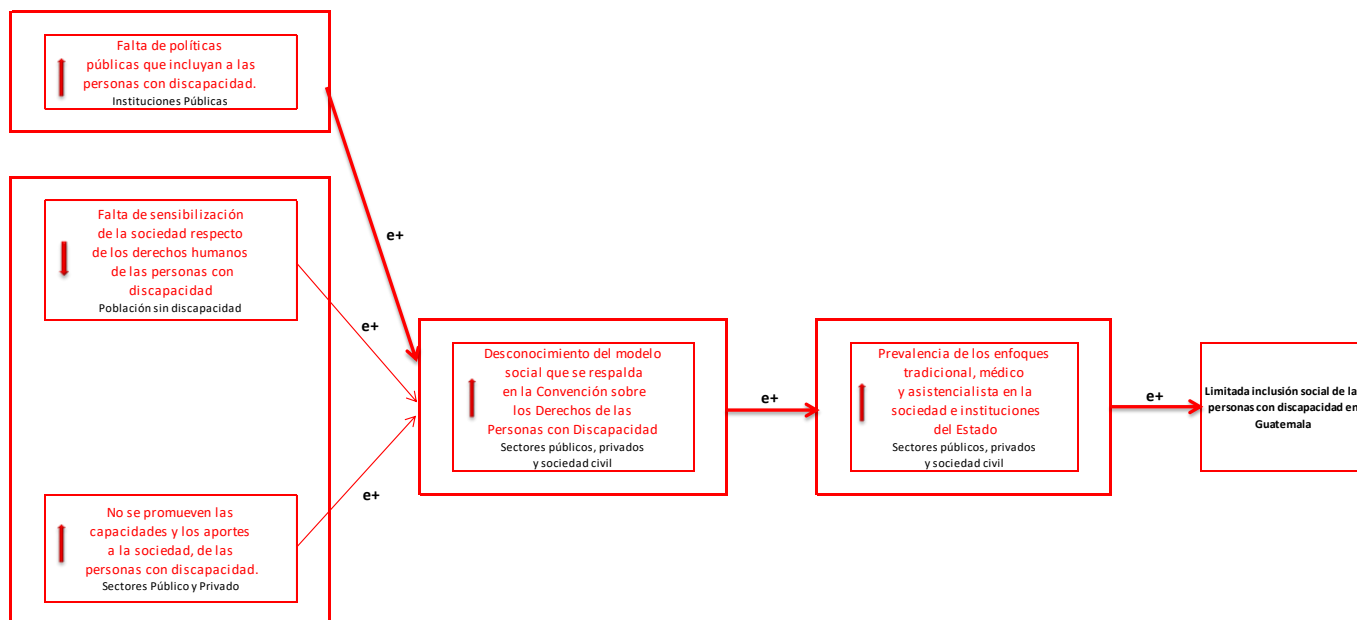 Falta de políticas
públicas que incluyan a las
personas con discapacidad.
Instituciones Públicas
e+
Falta de sensibilización
de la sociedad respecto
de los derechos humanos
de las personas con
discapacidad
Población sin discapacidad
e+
No se promueven las
capacidades y los aportes
a la sociedad, de las
personas con discapacidad.
Sectores Público y Privado
e+
Desconocimiento del modelo
social que se respalda
en la Convención sobre
los Derechos de las
Personas con Discapacidad
Sectores públicos, privados
y sociedad civil
e+
Prevalencia de los enfoques
tradicional, médico
y asistencialista en la
sociedad e instituciones
del Estado
Sectores públicos, privados
y sociedad civil
e+
Limitada inclusión social de la
personas con discapacidad en
Guatemala